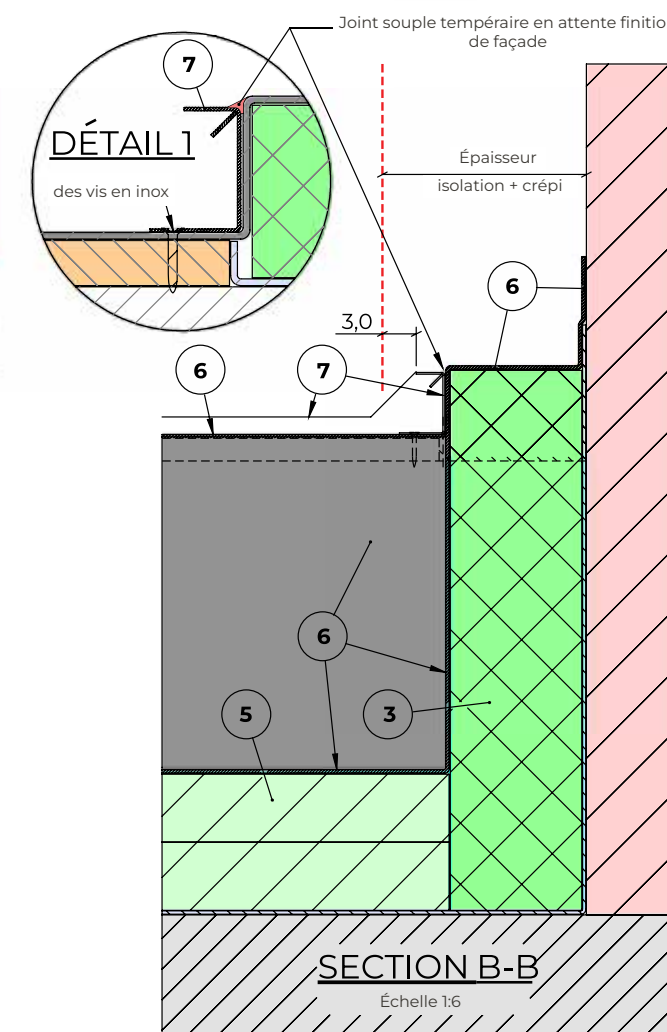 Joint souple tempéraire en attente finitio
de façade
7
DÉTAIL 1
des vis en inox
Épaisseur
isolation + crépi
6
3,0
6
7
6
5
3
SECTION B-B
Échelle 1:6